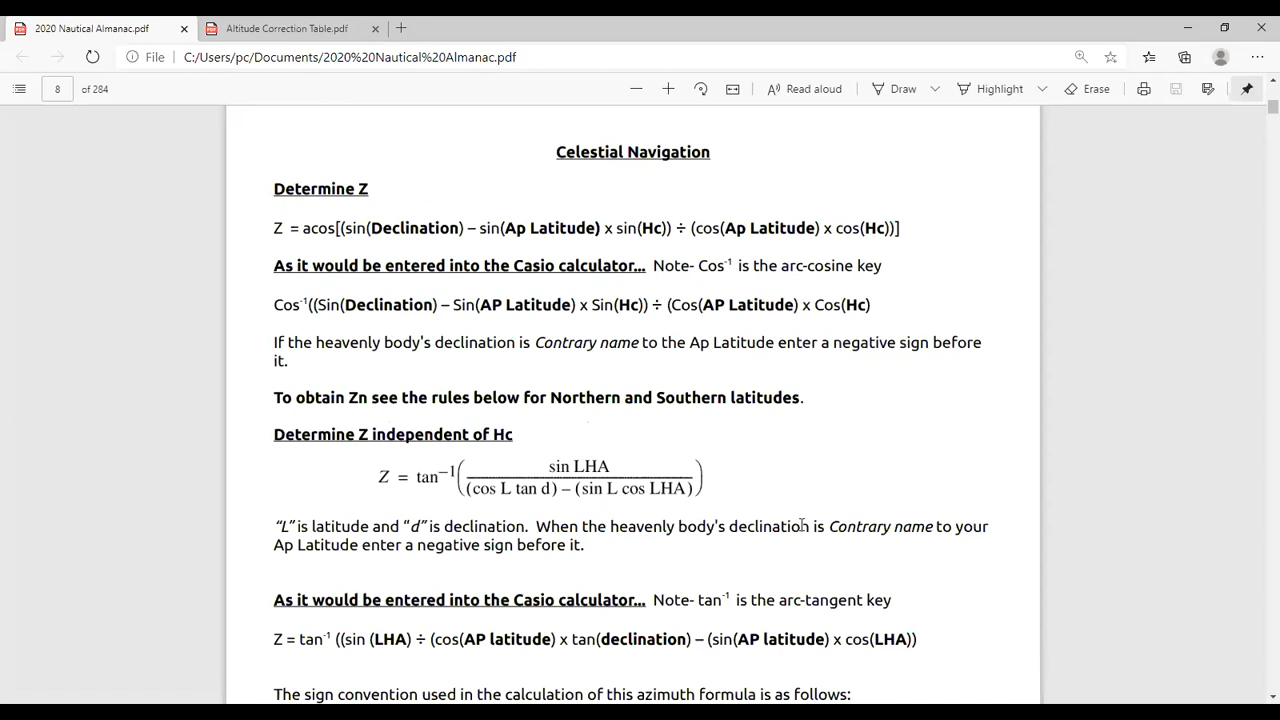 2020 Nautical Almanac.pdf
Altitude Correction Table.pdf
File C:/Users/pc/Documents/2020%20Nautical%20Almanac.pdf
8 of 284
Read aloud Draw Highlight Erase
Celestial Navigation
Determine Z
Z = acos[(sin(Declination) – sin(Ap Latitude) x sin(Hc)) ÷ (cos(Ap Latitude) x cos(Hc))]
As it would be entered into the Casio calculator... Note- Cos⁻¹ is the arc-cosine key
Cos⁻¹((Sin(Declination) – Sin(AP Latitude) x Sin(Hc)) ÷ (Cos(AP Latitude) x Cos(Hc)
If the heavenly body's declination is Contrary name to the Ap Latitude enter a negative sign before
it.
To obtain Zn see the rules below for Northern and Southern latitudes.
Determine Z independent of Hc
Z = tan⁻¹( sin LHA
(cos L tan d) – (sin L cos LHA) )
“L” is latitude and “d” is declination. When the heavenly body's declination is Contrary name to your
Ap Latitude enter a negative sign before it.
As it would be entered into the Casio calculator... Note- tan⁻¹ is the arc-tangent key
Z = tan⁻¹ ((sin (LHA) ÷ (cos(AP latitude) x tan(declination) – (sin(AP latitude) x cos(LHA))
The sign convention used in the calculation of this azimuth formula is as follows: